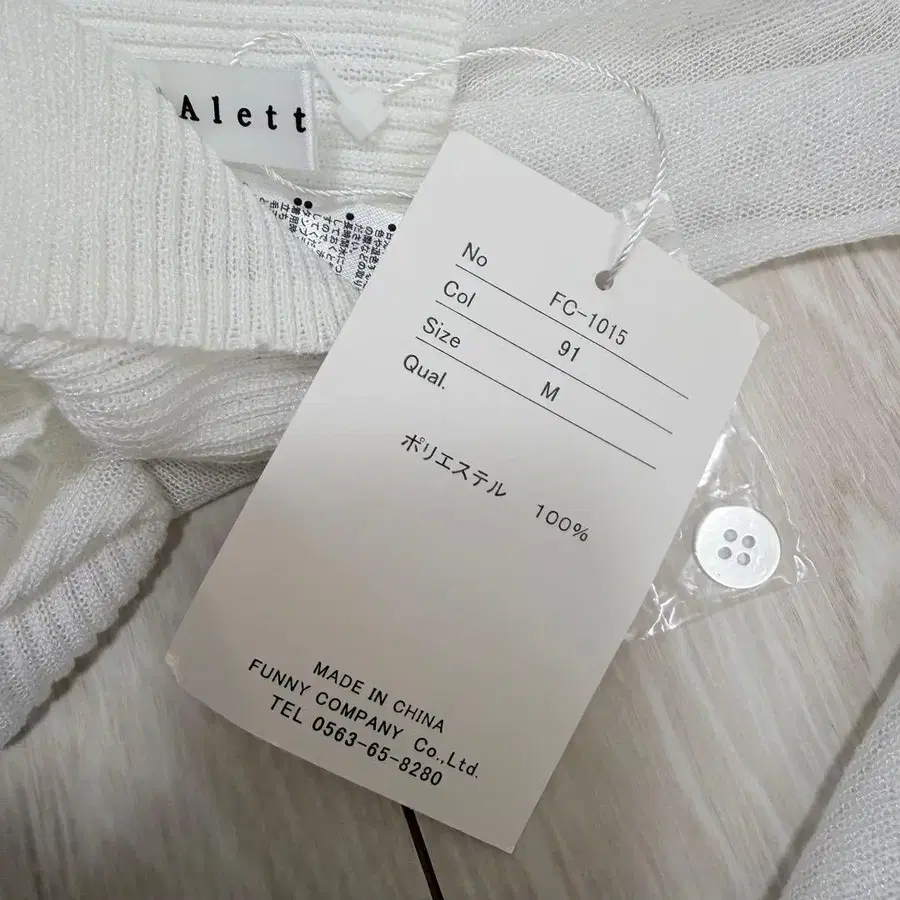 Alett
No FC-1015
Col 91
Size M
Qual.
ポリエステル 100%
MADE IN CHINA
FUNNY COMPANY Co.,Ltd.
TEL 0563-65-8280